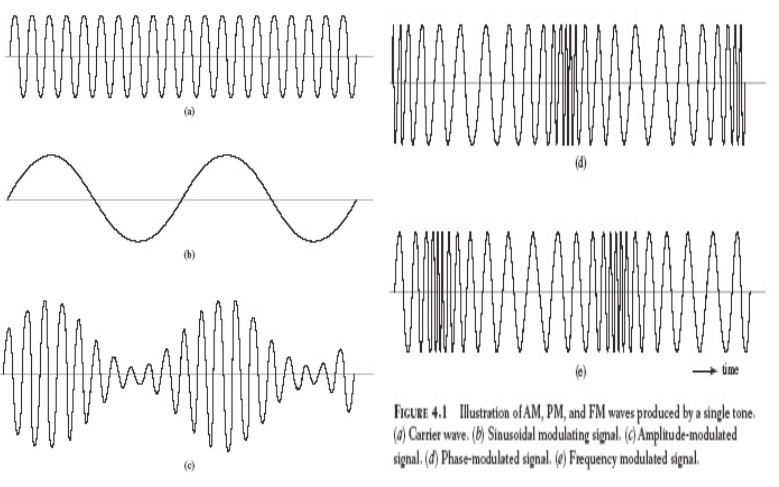 (a)
(b)
(c)
(d)
(e)
time
FIGURE 4.1 Illustration of AM, PM, and FM waves produced by a single tone.
(a) Carrier wave. (b) Sinusoidal modulating signal. (c) Amplitude-modulated
signal. (d) Phase-modulated signal. (e) Frequency modulated signal.